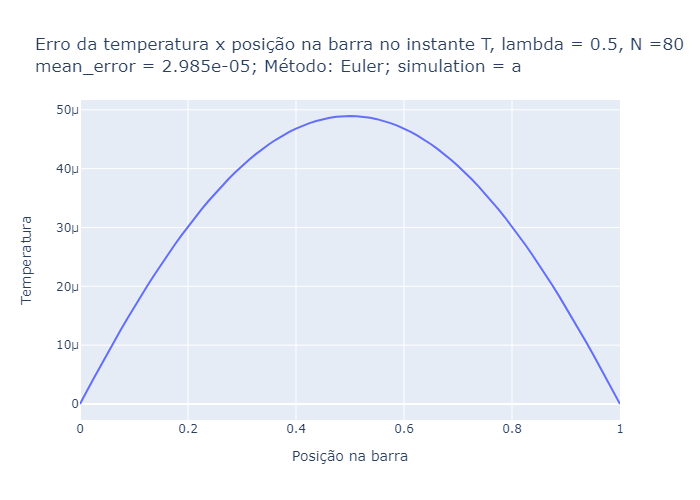 Erro da temperatura x posição na barra no instante T, lambda = 0.5, N =80
mean_error = 2.985e-05; Método: Euler; simulation = a
50μ
40μ
30μ
20μ
10μ
0
Temperatura
0
0.2
0.4
0.6
0.8
1
Posição na barra